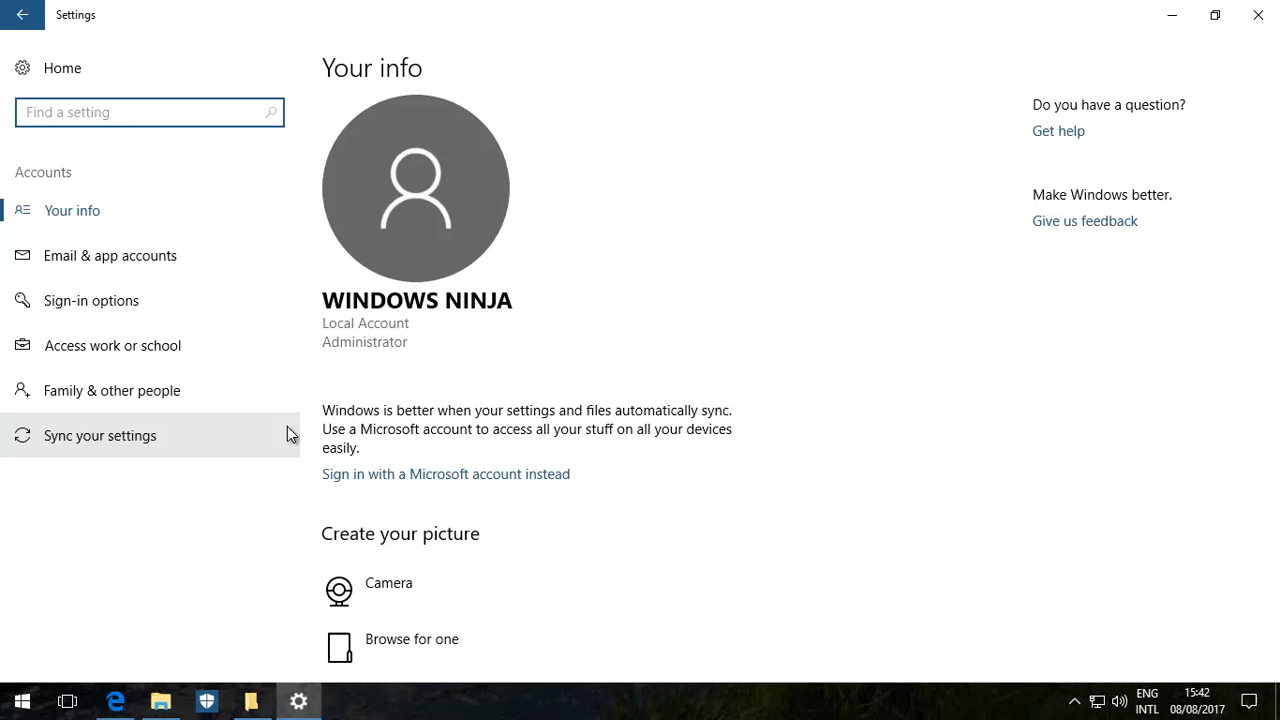 Settings
Home
Find a setting
Accounts
Your info
Email & app accounts
Sign-in options
Access work or school
Family & other people
Sync your settings
Your info
WINDOWS NINJA
Local Account
Administrator
Windows is better when your settings and files automatically sync.
Use a Microsoft account to access all your stuff on all your devices
easily.
Sign in with a Microsoft account instead
Create your picture
Camera
Browse for one
Do you have a question?
Get help
Make Windows better.
Give us feedback
ENG
INTL
15:42
08/08/2017